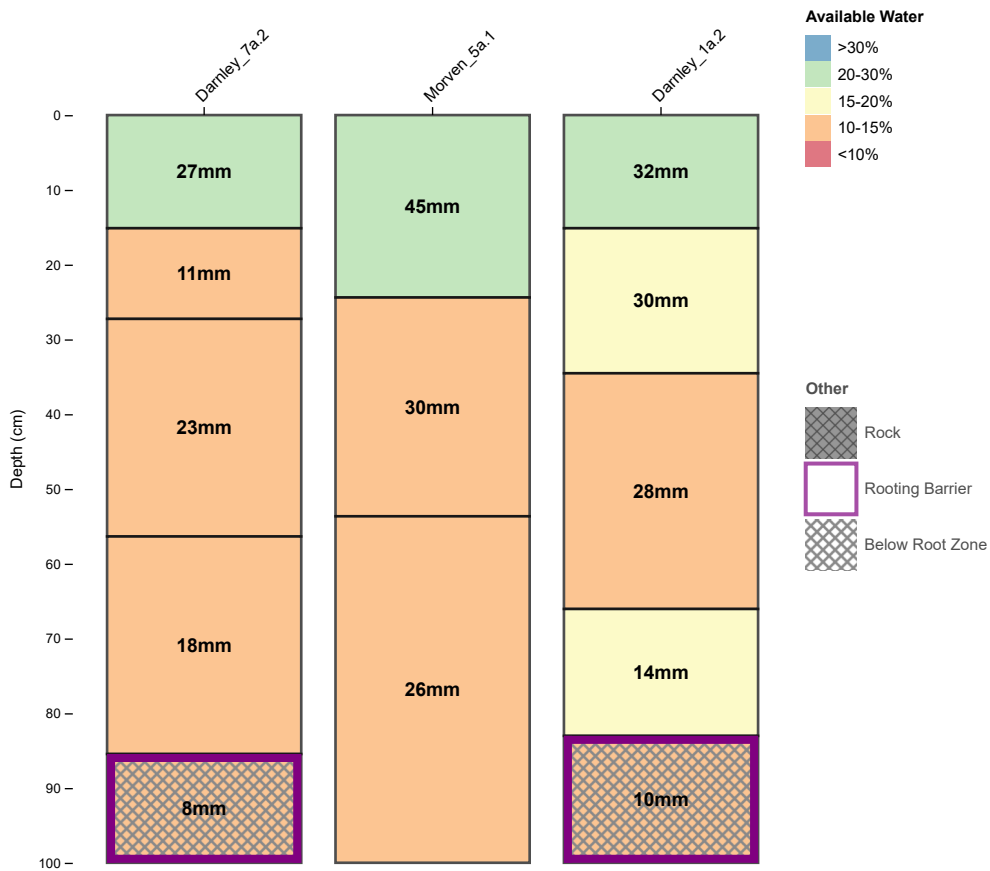 Darnley_7a.2
Morven_5a.1
Darnley_1a.2
Available Water
>30%
20-30%
15-20%
10-15%
<10%
Depth (cm)
0
10
20
30
40
50
60
70
80
90
100
27mm
11mm
23mm
18mm
8mm
45mm
30mm
26mm
32mm
30mm
28mm
14mm
10mm
Other
Rock
Rooting Barrier
Below Root Zone